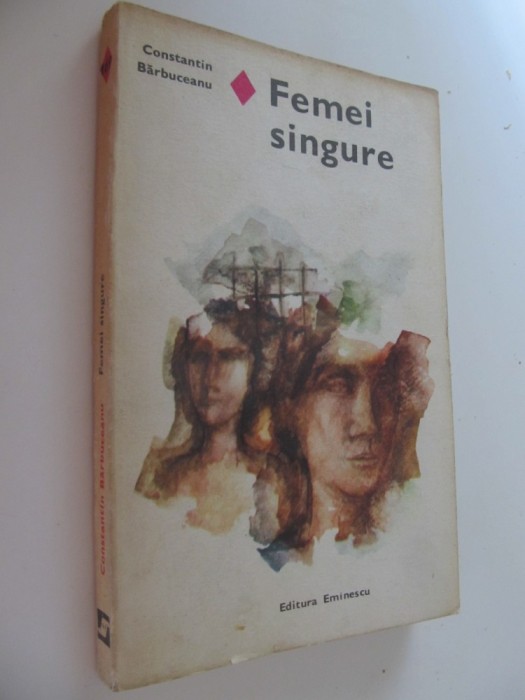 Constantin
Bărbuceanu
Femei
singure
Editura Eminescu
Constantin Bărbuceanu Femei singure